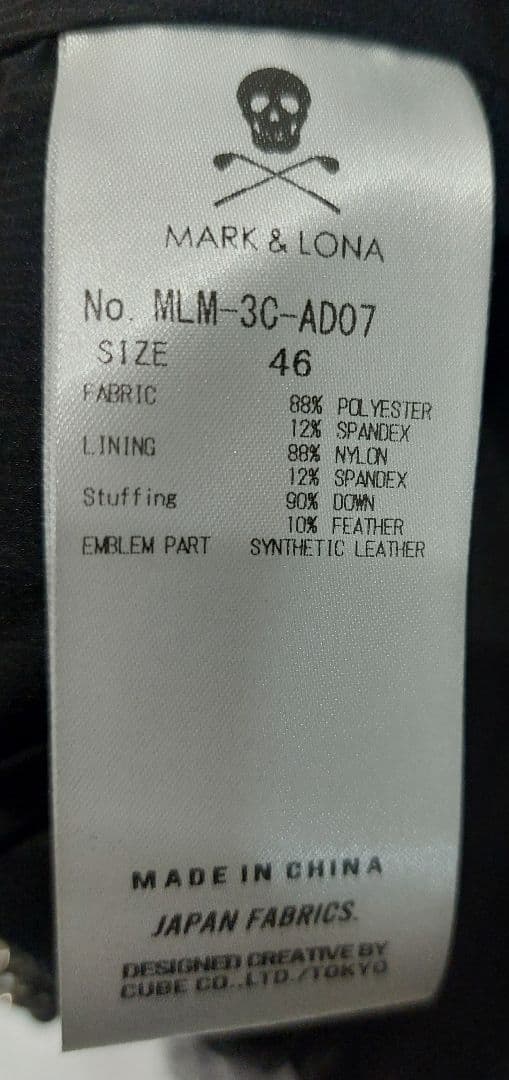 MARK & LONA
No. MLM-3C-AD07
SIZE 46
FABRIC 88% POLYESTER
12% SPANDEX
LINING 88% NYLON
12% SPANDEX
Stuffing 90% DOWN
10% FEATHER
EMBLEM PART SYNTHETIC LEATHER
MADE IN CHINA
JAPAN FABRICS.
DESIGNED CREATIVE BY
CUBE CO.,LTD./TOKYO